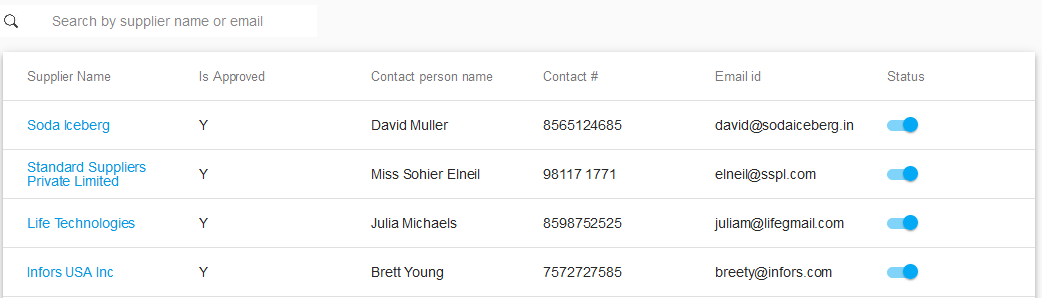 Search by supplier name or email
Supplier Name Is Approved Contact person name Contact # Email id Status
Soda Iceberg Y David Muller 8565124685 david@sodaiceberg.in
Standard Suppliers
Private Limited Y Miss Sohier Elneil 98117 1771 elneil@sspl.com
Life Technologies Y Julia Michaels 8598752525 juliam@lifegmail.com
Infors USA Inc Y Brett Young 7572727585 breety@infors.com